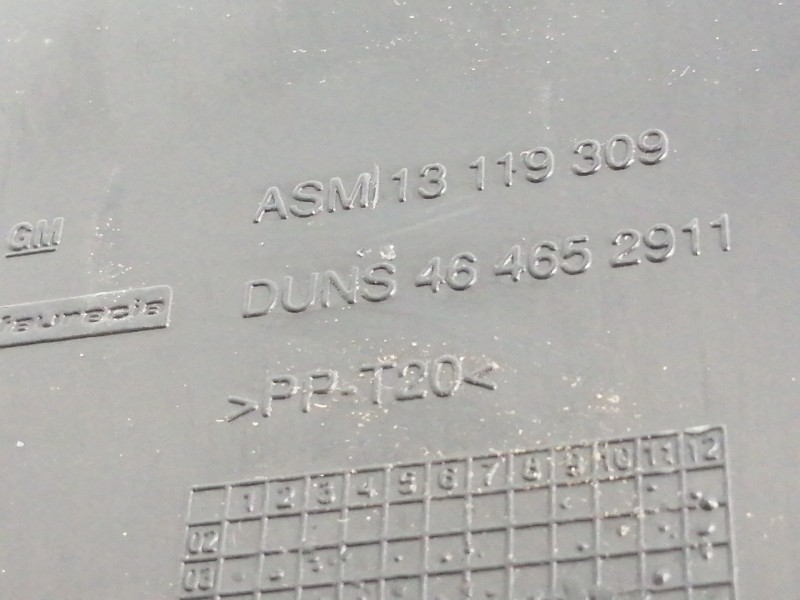 ASM 13 119 309
GM
DUNS 46 465 2911
faurecia
>PP-T20<
1 2 3 4 5 6 7 8 9 10 11 12
02
03